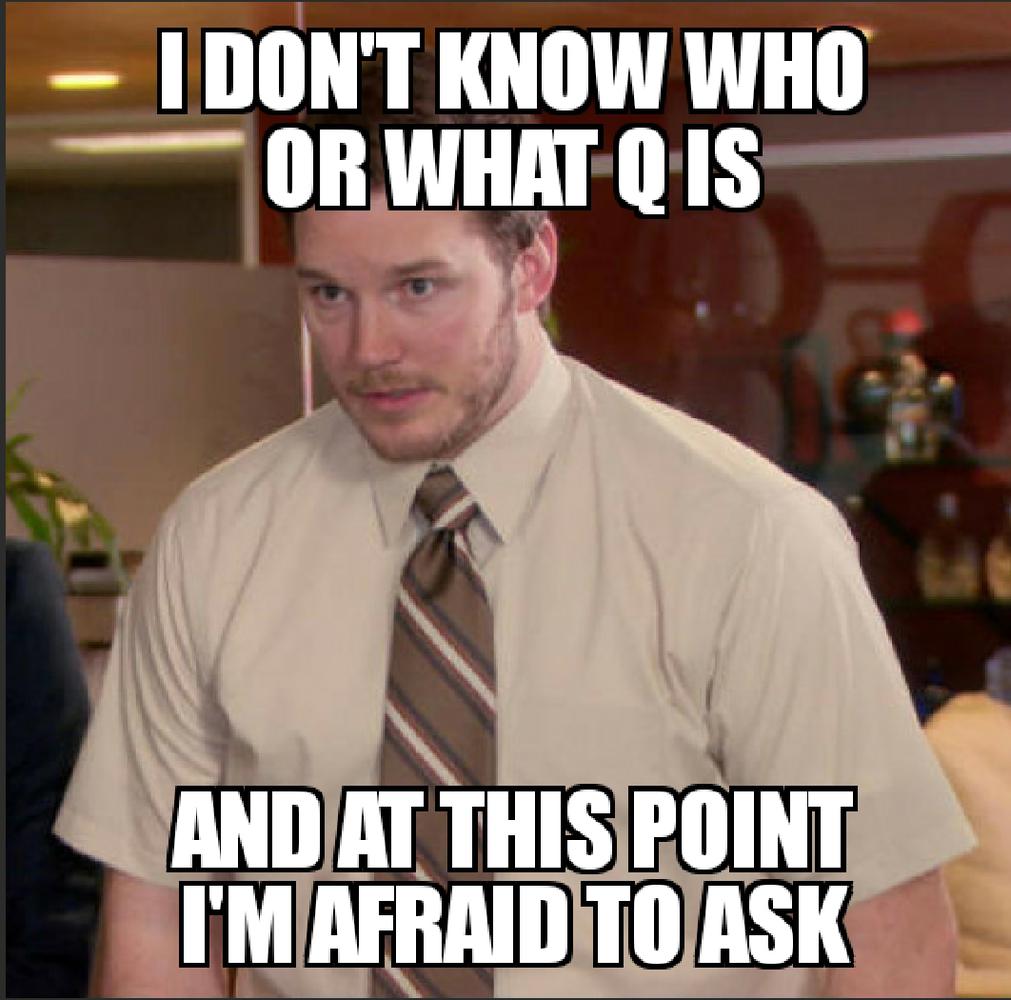 I DON'T KNOW WHO
OR WHAT Q IS
AND AT THIS POINT
I'M AFRAID TO ASK